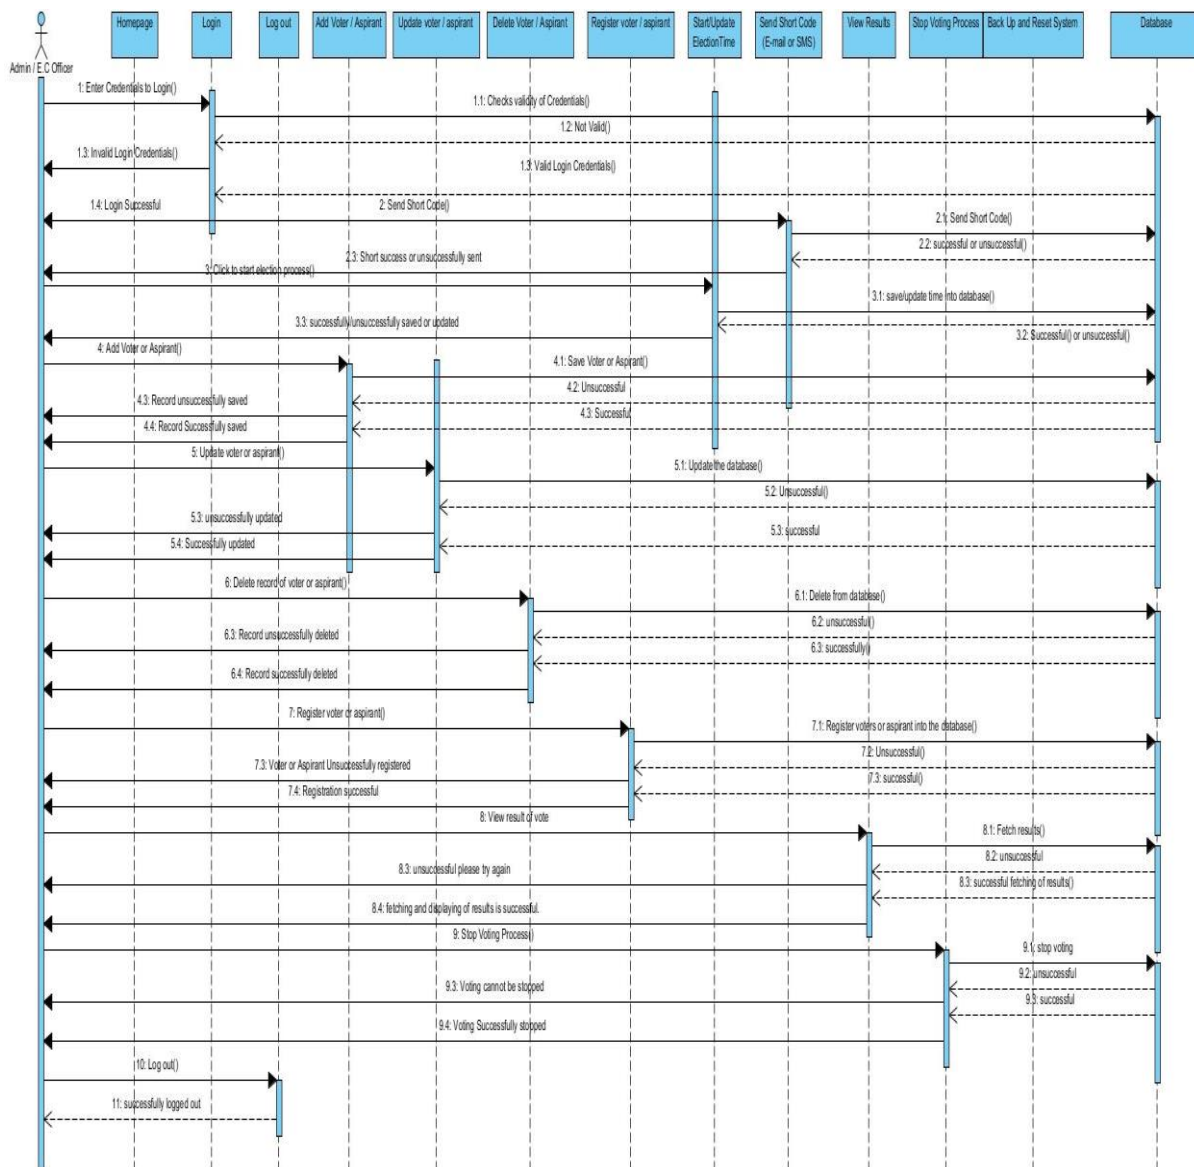 Homepage
Login
Log out
Add Voter / Aspirant
Update voter / aspirant
Delete Voter / Aspirant
Register voter / aspirant
Start/Update
ElectionTime
Send Short Code
(E-mail or SMS)
View Results
Stop Voting Process
Back Up and Reset System
Database
Admin / E.C Officer
1: Enter Credentials to Login()
1.1: Checks validity of Credentials()
1.2: Not Valid()
1.3: Invalid Login Credentials()
1.3: Valid Login Credentials()
1.4: Login Successful
2: Send Short Code()
2.1: Send Short Code()
2.2: successful or unsuccessful()
2.3: Short success or unsuccessfully sent
3: Click to start election process()
3.1: save/update time into database()
3.3: successfully/unsuccessfully saved or updated
3.2: Successful() or unsuccessful()
4: Add Voter or Aspirant()
4.1: Save Voter or Aspirant()
4.2: Unsuccessful
4.3: Record unsuccessfully saved
4.3: Successful
4.4: Record Successfully saved
5: Update voter or aspirant()
5.1: Update the database()
5.2: Unsuccessful()
5.3: unsuccessfully updated
5.3: successful
5.4: Successfully updated
6: Delete record of voter or aspirant()
6.1: Delete from database()
6.2: unsuccessful()
6.3: Record unsuccessfully deleted
6.3: successfully()
6.4: Record successfully deleted
7: Register voter or aspirant()
7.1: Register voters or aspirant into the database()
7.2: Unsuccessful()
7.3: Voter or Aspirant Unsuccessfully registered
7.3: successful()
7.4: Registration successful
8: View result of vote
8.1: Fetch results()
8.2: unsuccessful
8.3: unsuccessful please try again
8.3: successful fetching of results()
8.4: fetching and displaying of results is successful.
9: Stop Voting Process()
9.1: stop voting
9.2: unsuccessful
9.3: Voting cannot be stopped
9.3: successful
9.4: Voting Successfully stopped
10: Log out()
11: successfully logged out